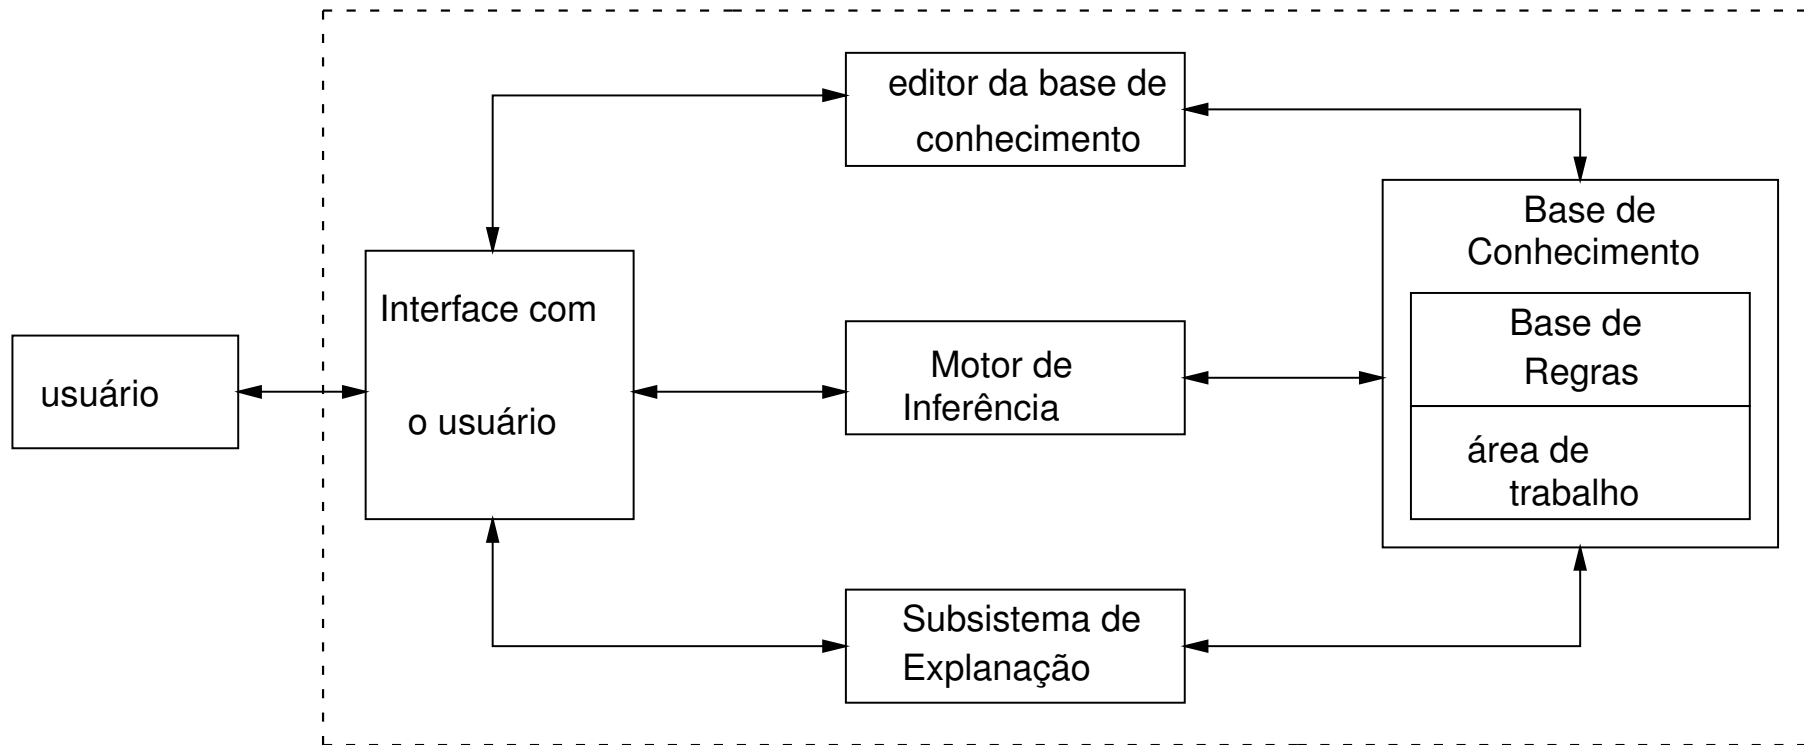 editor da base de
conhecimento
Base de
Conhecimento
Interface com
o usuário
usuário
Motor de
Inferência
Base de
Regras
área de
trabalho
Subsistema de
Explanação